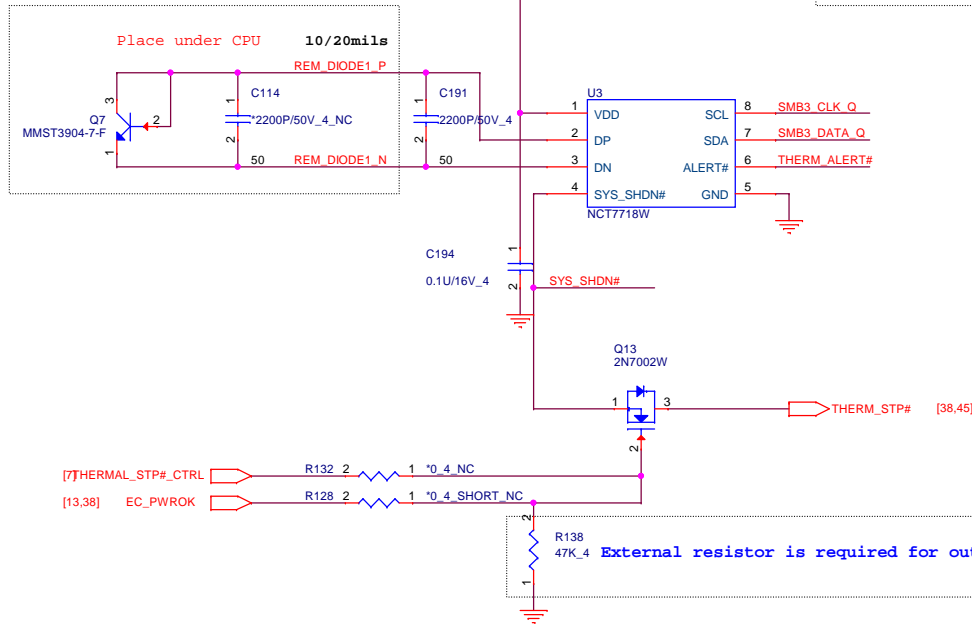 Place under CPU 10/20mils
REM_DIODE1_P
3
Q7
MMST3904-7-F
2
1
C114
1
*2200P/50V_4_NC
2
C191
1
2200P/50V_4
2
50 REM_DIODE1_N 50
U3
1 VDD SCL 8 SMB3_CLK_Q
2 DP SDA 7 SMB3_DATA_Q
3 DN ALERT# 6 THERM_ALERT#
4 SYS_SHDN# GND 5
NCT7718W
C194
1
0.1U/16V_4
2
SYS_SHDN#
Q13
2N7002W
1 3
2
THERM_STP# [38,45]
[7]THERMAL_STP#_CTRL R132 2 1 *0_4_NC
[13,38] EC_PWROK R128 2 1 *0_4_SHORT_NC
2
R138
47K_4 External resistor is required for out
1